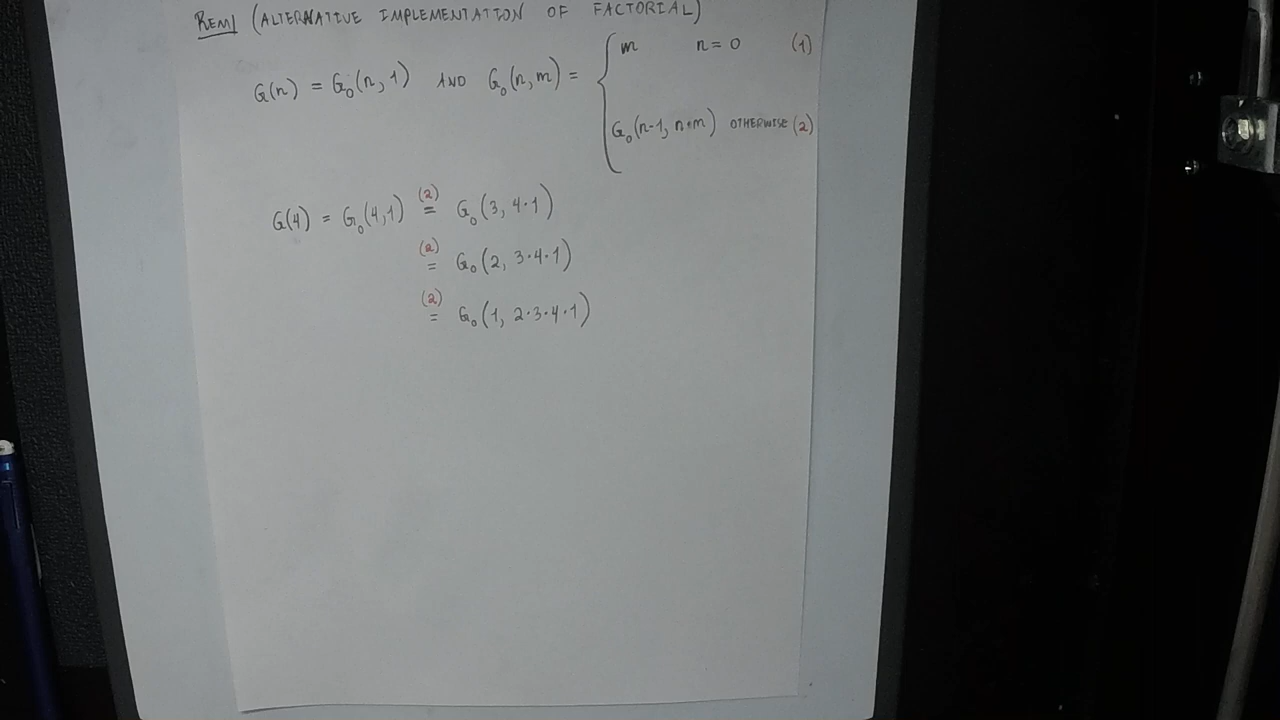 REM (ALTERNATIVE IMPLEMENTATION OF FACTORIAL)
G(n) = G₀(n, 1) AND G₀(n, m) = { m n = 0 (1)
G₀(n-1, n·m) OTHERWISE (2)
G(4) = G₀(4,1) (2)= G₀(3, 4·1)
(2)= G₀(2, 3·4·1)
(2)= G₀(1, 2·3·4·1)